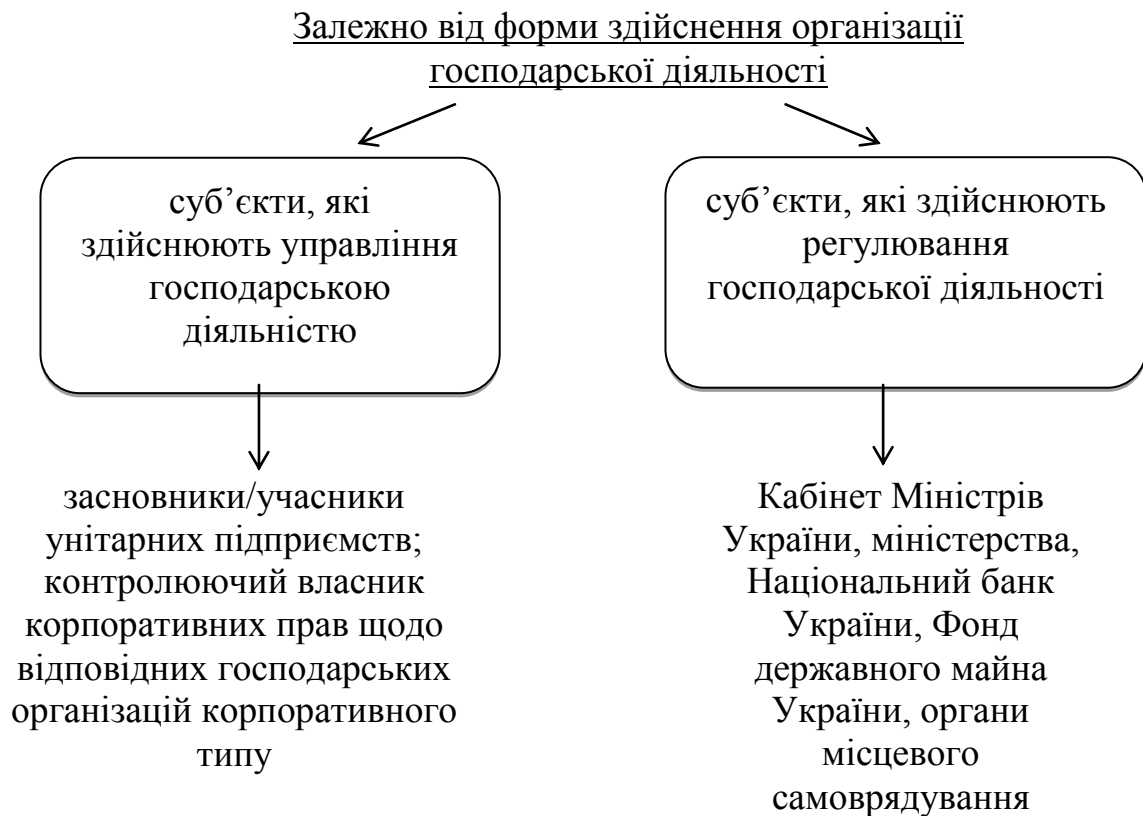 Залежно від форми здійснення організації
господарської діяльності
суб’єкти, які
здійснюють управління
господарською
діяльністю
суб’єкти, які здійснюють
регулювання
господарської діяльності
засновники/учасники
унітарних підприємств;
контролюючий власник
корпоративних прав щодо
відповідних господарських
організацій корпоративного
типу
Кабінет Міністрів
України, міністерства,
Національний банк
України, Фонд
державного майна
України, органи
місцевого
самоврядування